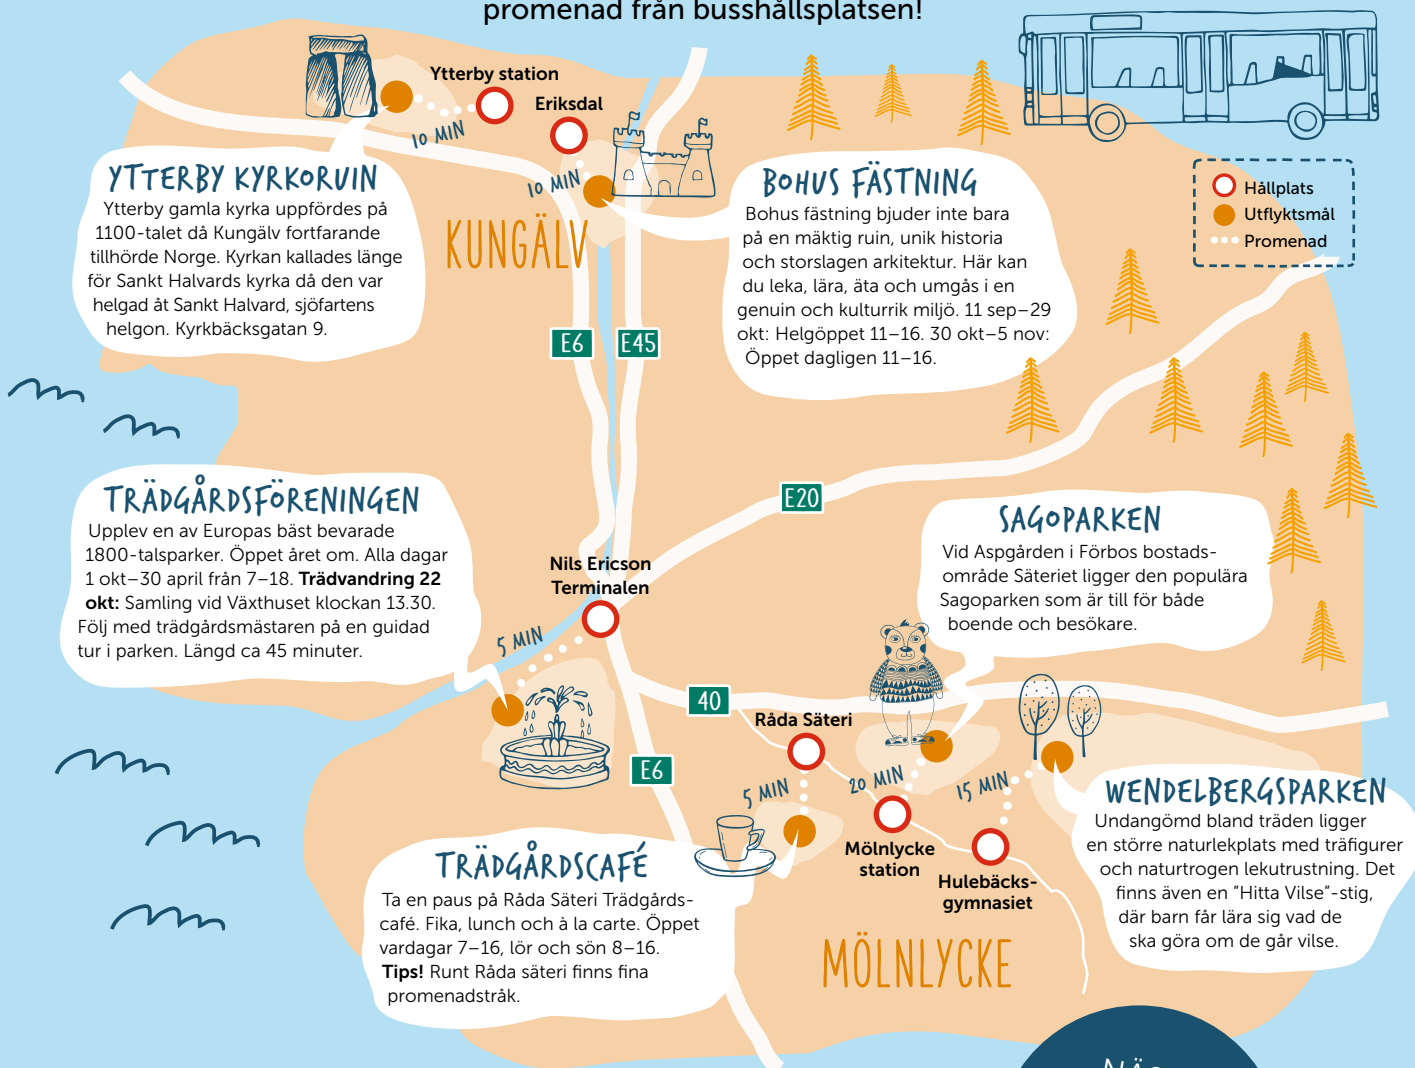 promenad från busshållsplatsen!
Ytterby station
Eriksdal
10 MIN
10 MIN
YTTERBY KYRKORUIN
Ytterby gamla kyrka uppfördes på
1100-talet då Kungälv fortfarande
tillhörde Norge. Kyrkan kallades länge
för Sankt Halvards kyrka då den var
helgad åt Sankt Halvard, sjöfartens
helgon. Kyrkbäcksgatan 9.
KUNGÄLV
BOHUS FÄSTNING
Bohus fästning bjuder inte bara
på en mäktig ruin, unik historia
och storslagen arkitektur. Här kan
du leka, lära, äta och umgås i en
genuin och kulturrik miljö. 11 sep–29
okt: Helgöppet 11–16. 30 okt–5 nov:
Öppet dagligen 11–16.
Hållplats
Utflyktsmål
Promenad
E6
E45
E20
TRÄDGÅRDSFÖRENINGEN
Upplev en av Europas bäst bevarade
1800-talsparker. Öppet året om. Alla dagar
1 okt–30 april från 7–18. Trädvandring 22
okt: Samling vid Växthuset klockan 13.30.
Följ med trädgårdsmästaren på en guidad
tur i parken. Längd ca 45 minuter.
Nils Ericson
Terminalen
5 MIN
SAGOPARKEN
Vid Aspgården i Förbos bostads-
område Säteriet ligger den populära
Sagoparken som är till för både
boende och besökare.
40
E6
Råda Säteri
5 MIN
20 MIN
15 MIN
Mölnlycke
station
Hulebäcks-
gymnasiet
WENDELBERGSPARKEN
Undangömd bland träden ligger
en större naturlekplats med träfigurer
och naturtrogen lekutrustning. Det
finns även en ”Hitta Vilse”-stig,
där barn får lära sig vad de
ska göra om de går vilse.
TRÄDGÅRDSCAFÉ
Ta en paus på Råda Säteri Trädgårds-
café. Fika, lunch och à la carte. Öppet
vardagar 7–16, lör och sön 8–16.
Tips! Runt Råda säteri finns fina
promenadstråk.
MÖLNLYCKE